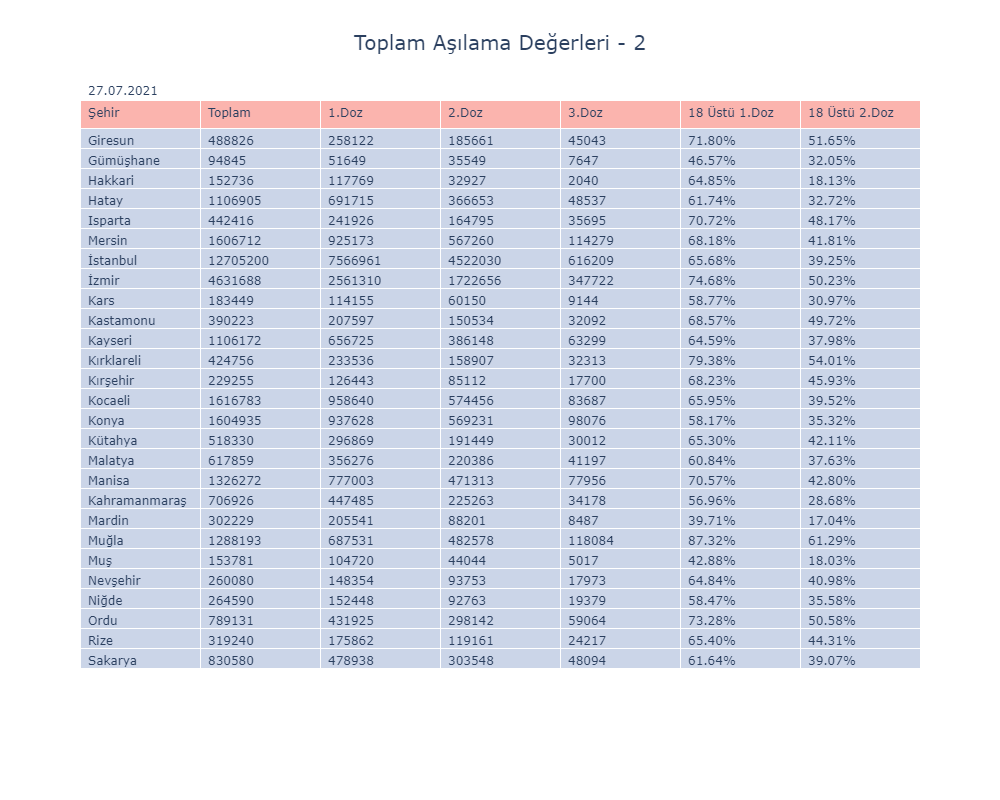 Toplam Aşılama Değerleri - 2
27.07.2021
Şehir Toplam 1.Doz 2.Doz 3.Doz 18 Üstü 1.Doz 18 Üstü 2.Doz
Giresun 488826 258122 185661 45043 71.80% 51.65%
Gümüşhane 94845 51649 35549 7647 46.57% 32.05%
Hakkari 152736 117769 32927 2040 64.85% 18.13%
Hatay 1106905 691715 366653 48537 61.74% 32.72%
Isparta 442416 241926 164795 35695 70.72% 48.17%
Mersin 1606712 925173 567260 114279 68.18% 41.81%
İstanbul 12705200 7566961 4522030 616209 65.68% 39.25%
İzmir 4631688 2561310 1722656 347722 74.68% 50.23%
Kars 183449 114155 60150 9144 58.77% 30.97%
Kastamonu 390223 207597 150534 32092 68.57% 49.72%
Kayseri 1106172 656725 386148 63299 64.59% 37.98%
Kırklareli 424756 233536 158907 32313 79.38% 54.01%
Kırşehir 229255 126443 85112 17700 68.23% 45.93%
Kocaeli 1616783 958640 574456 83687 65.95% 39.52%
Konya 1604935 937628 569231 98076 58.17% 35.32%
Kütahya 518330 296869 191449 30012 65.30% 42.11%
Malatya 617859 356276 220386 41197 60.84% 37.63%
Manisa 1326272 777003 471313 77956 70.57% 42.80%
Kahramanmaraş 706926 447485 225263 34178 56.96% 28.68%
Mardin 302229 205541 88201 8487 39.71% 17.04%
Muğla 1288193 687531 482578 118084 87.32% 61.29%
Muş 153781 104720 44044 5017 42.88% 18.03%
Nevşehir 260080 148354 93753 17973 64.84% 40.98%
Niğde 264590 152448 92763 19379 58.47% 35.58%
Ordu 789131 431925 298142 59064 73.28% 50.58%
Rize 319240 175862 119161 24217 65.40% 44.31%
Sakarya 830580 478938 303548 48094 61.64% 39.07%